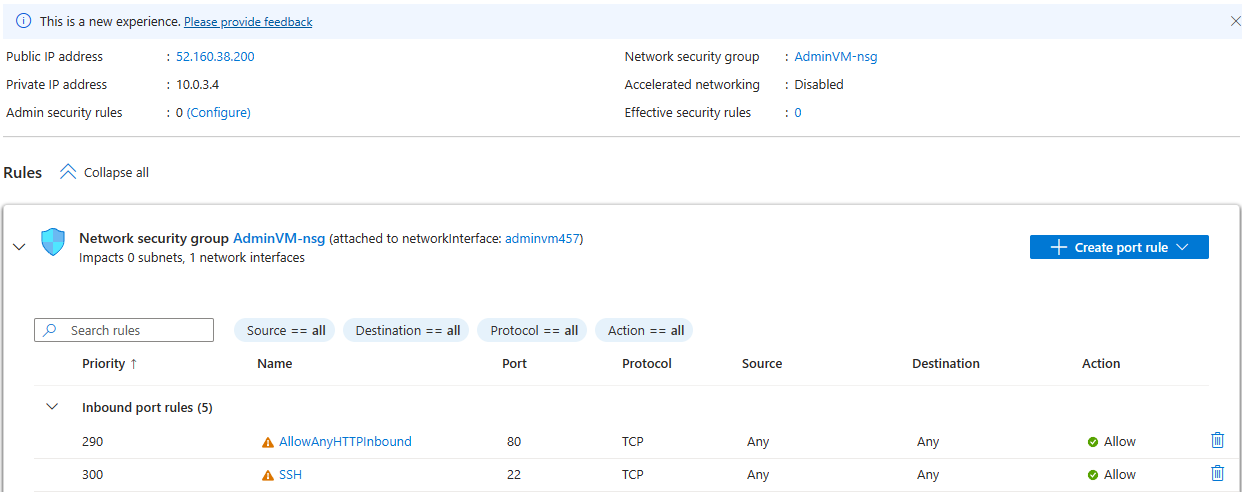 This is a new experience. Please provide feedback
Public IP address : 52.160.38.200 Network security group : AdminVM-nsg
Private IP address : 10.0.3.4 Accelerated networking : Disabled
Admin security rules : 0 (Configure) Effective security rules : 0
Rules Collapse all
Network security group AdminVM-nsg (attached to networkInterface: adminvm457)
Impacts 0 subnets, 1 network interfaces
Create port rule
Search rules Source == all Destination == all Protocol == all Action == all
Priority ↑ Name Port Protocol Source Destination Action
Inbound port rules (5)
290 AllowAnyHTTPInbound 80 TCP Any Any Allow
300 SSH 22 TCP Any Any Allow